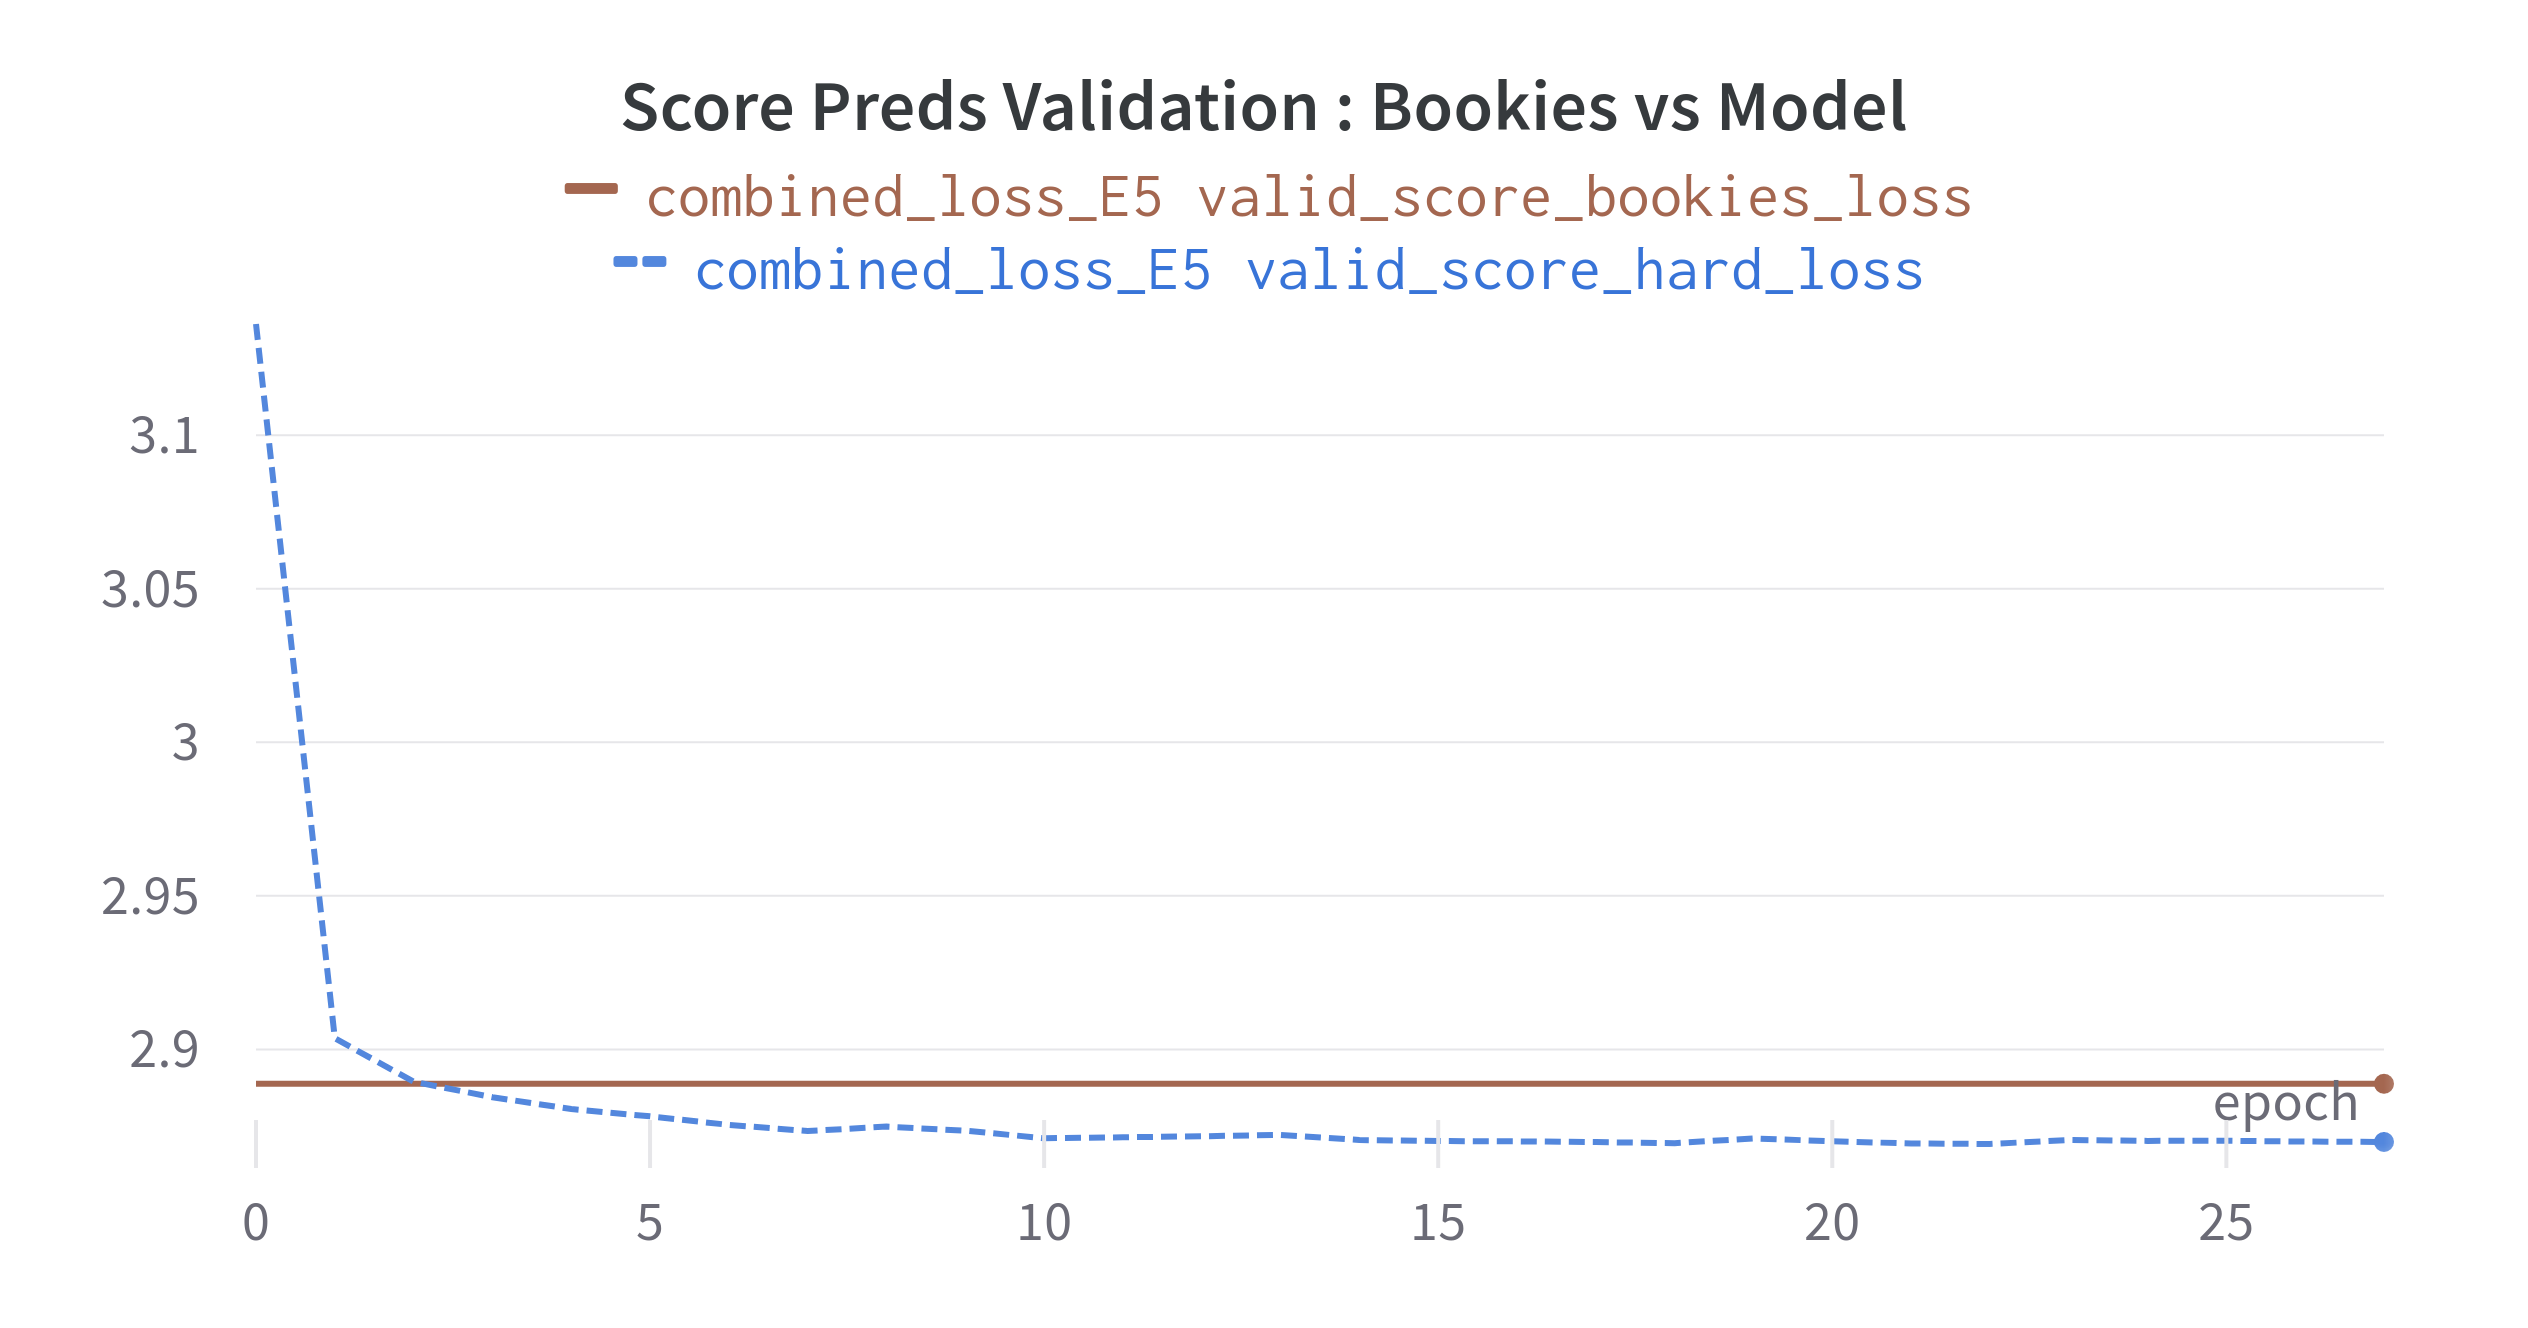 Score Preds Validation : Bookies vs Model
combined_loss_E5 valid_score_bookies_loss
combined_loss_E5 valid_score_hard_loss
3.1
3.05
3
2.95
2.9
epoch
0 5 10 15 20 25